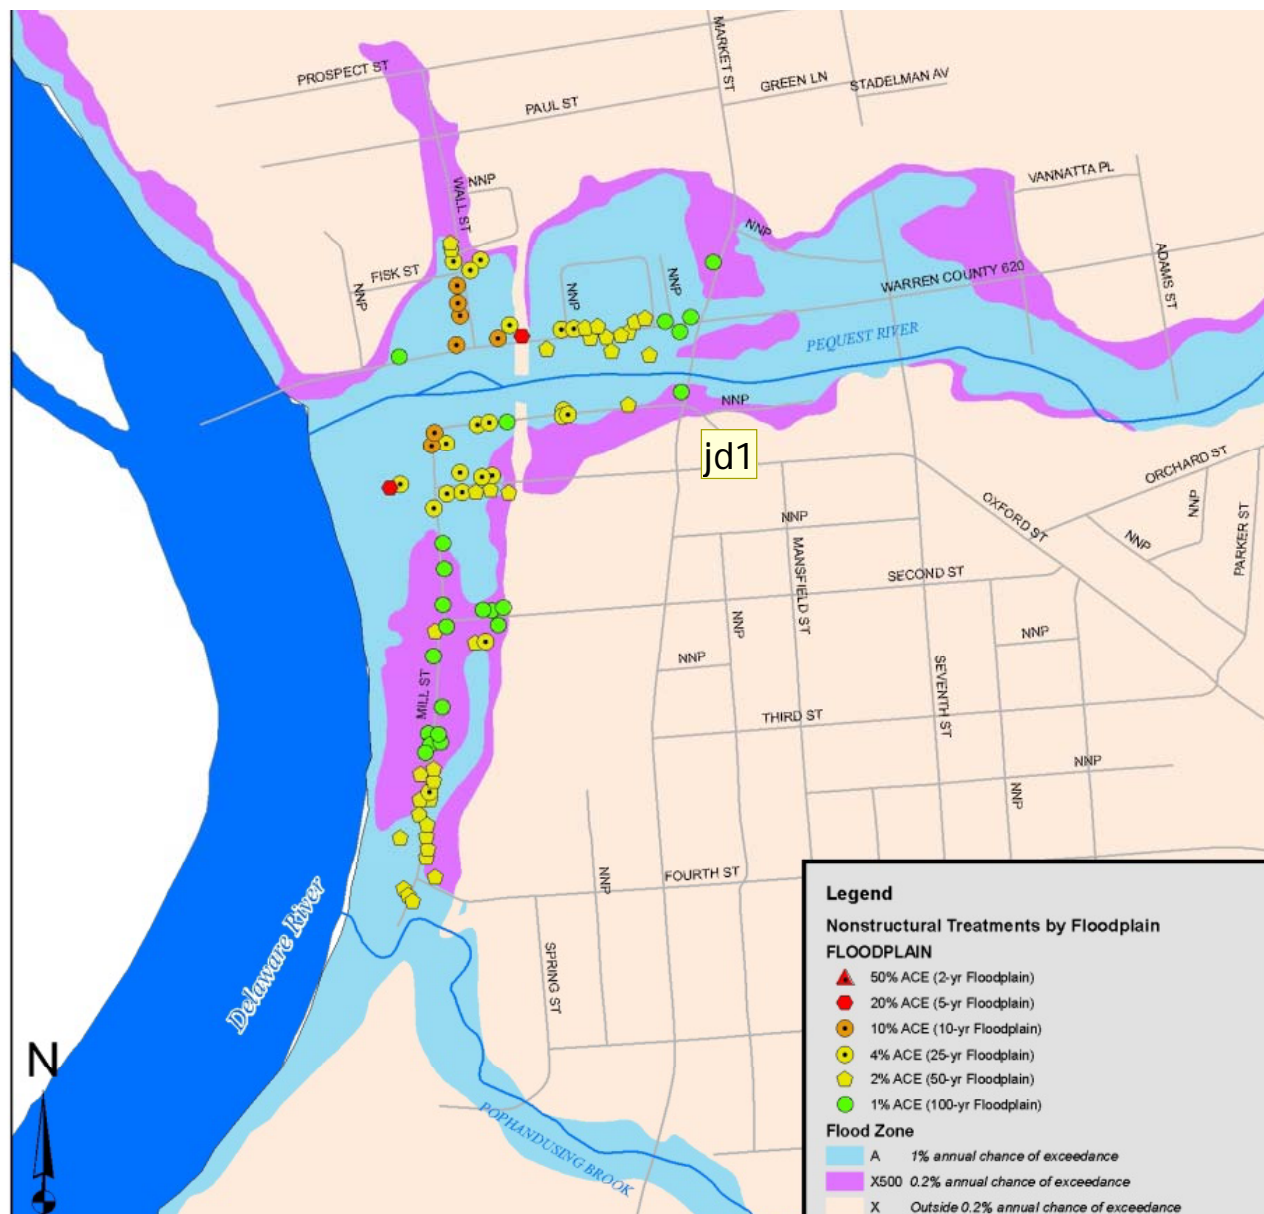 MARKET ST
PROSPECT ST
GREEN LN
STADELMAN AV
PAUL ST
VANNATTA PL
NNP
WALL ST
NNP
ADAMS ST
FISK ST
NNP
NNP
NNP
WARREN COUNTY 620
PEQUEST RIVER
NNP
jd1
ORCHARD ST
OXFORD ST
NNP
PARKER ST
NNP
NNP
MANSFIELD ST
SECOND ST
NNP
NNP
NNP
SEVENTH ST
MILL ST
THIRD ST
NNP
NNP
FOURTH ST
NNP
SPRING ST
Delaware River
N
POPHANDUSING BROOK
Legend
Nonstructural Treatments by Floodplain
FLOODPLAIN
50% ACE (2-yr Floodplain)
20% ACE (5-yr Floodplain)
10% ACE (10-yr Floodplain)
4% ACE (25-yr Floodplain)
2% ACE (50-yr Floodplain)
1% ACE (100-yr Floodplain)
Flood Zone
A 1% annual chance of exceedance
X500 0.2% annual chance of exceedance
X Outside 0.2% annual chance of exceedance